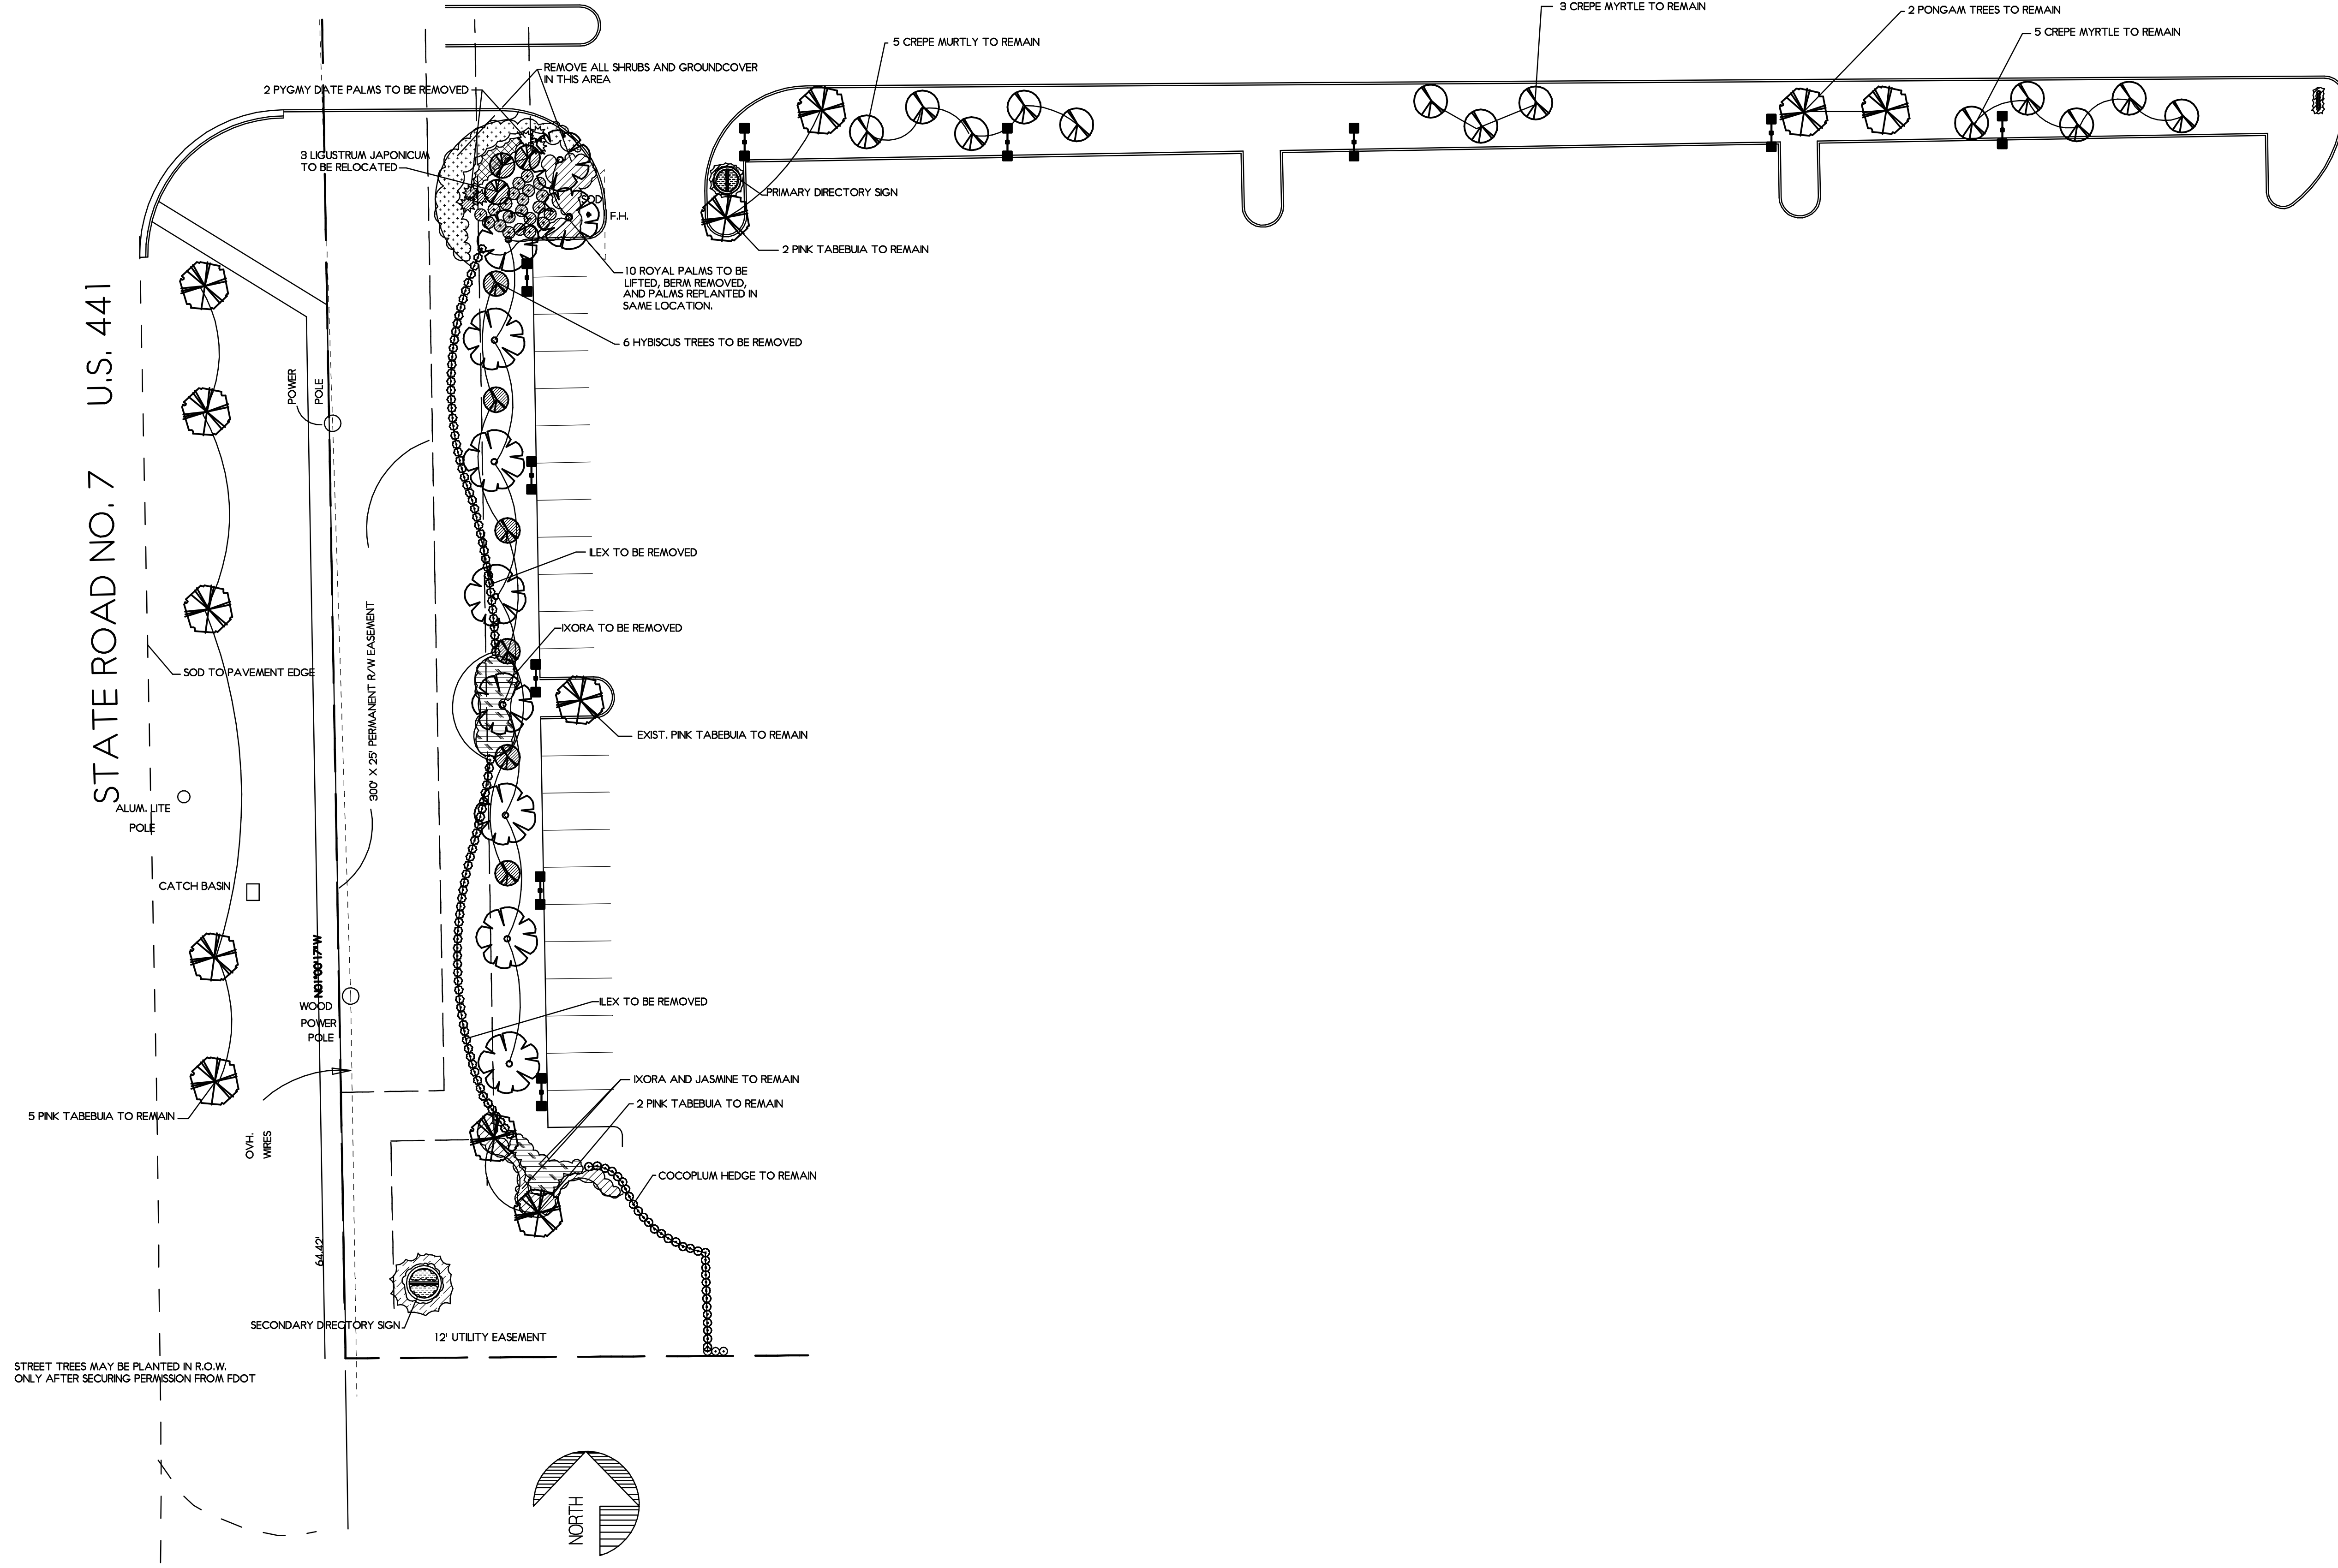 3 CREPE MYRTLE TO REMAIN
2 PONGAM TREES TO REMAIN
5 CREPE MURTLY TO REMAIN
5 CREPE MYRTLE TO REMAIN
REMOVE ALL SHRUBS AND GROUNDCOVER
IN THIS AREA
2 PYGMY DATE PALMS TO BE REMOVED
3 LIGUSTRUM JAPONICUM
TO BE RELOCATED
PRIMARY DIRECTORY SIGN
SOD
F.H.
2 PINK TABEBUIA TO REMAIN
10 ROYAL PALMS TO BE
LIFTED, BERM REMOVED,
AND PALMS REPLANTED IN
SAME LOCATION.
6 HYBISCUS TREES TO BE REMOVED
STATE ROAD NO. 7 U.S. 441
POWER
POLE
ILEX TO BE REMOVED
IXORA TO BE REMOVED
300' X 25' PERMANENT R/W EASEMENT
SOD TO PAVEMENT EDGE
EXIST. PINK TABEBUIA TO REMAIN
ALUM. LITE
POLE
CATCH BASIN
N01°00'17"W
WOOD
POWER
POLE
ILEX TO BE REMOVED
IXORA AND JASMINE TO REMAIN
2 PINK TABEBUIA TO REMAIN
5 PINK TABEBUIA TO REMAIN
OVH.
WIRES
COCOPLUM HEDGE TO REMAIN
64.42'
SECONDARY DIRECTORY SIGN
12' UTILITY EASEMENT
STREET TREES MAY BE PLANTED IN R.O.W.
ONLY AFTER SECURING PERMISSION FROM FDOT
NORTH